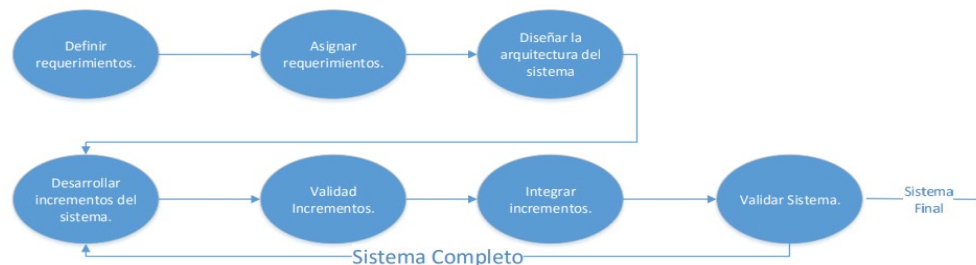 Definir
requerimientos.
Asignar
requerimientos.
Diseñar la
arquitectura del
sistema
Desarrollar
incrementos del
sistema.
Validad
Incrementos.
Integrar
incrementos.
Validar Sistema.
Sistema
Final
Sistema Completo